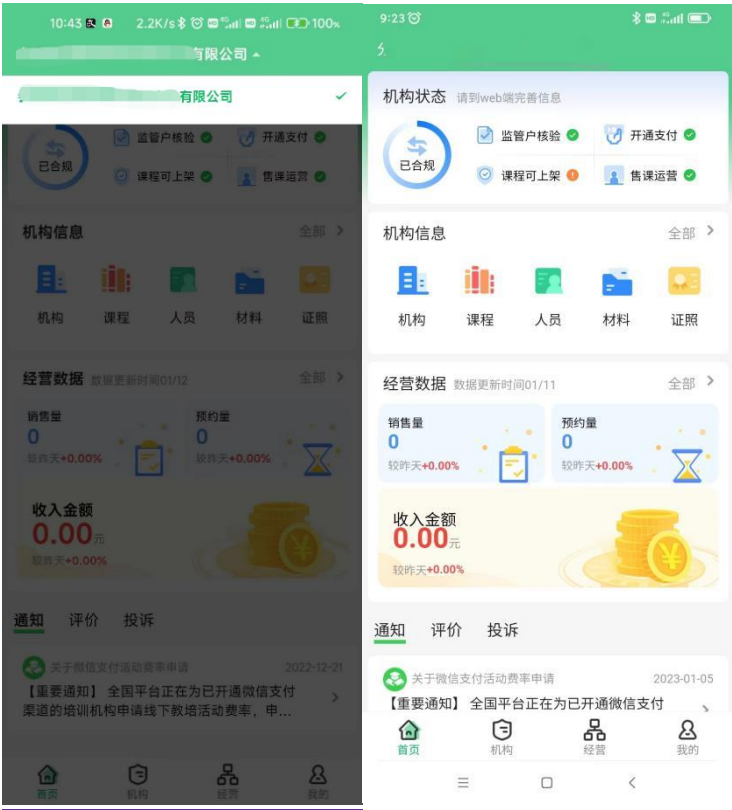 10:43 2.2K/s 100%
有限公司
有限公司
监管户核验 开通支付
已合规
课程可上架 售课运营
机构信息 全部 >
机构 课程 人员 材料 证照
经营数据 数据更新时间01/12 全部 >
销售量 预约量
0 0
较昨天+0.00% 较昨天+0.00%
收入金额
0.00元
较昨天+0.00%
通知 评价 投诉
关于微信支付活动费率申请 2022-12-21
【重要通知】 全国平台正在为已开通微信支付
渠道的培训机构申请线下教培活动费率，申...
首页 机构 经营 我的
9:23
机构状态 请到web端完善信息
监管户核验 开通支付
已合规
课程可上架 售课运营
机构信息 全部 >
机构 课程 人员 材料 证照
经营数据 数据更新时间01/11 全部 >
销售量 预约量
0 0
较昨天+0.00% 较昨天+0.00%
收入金额
0.00元
较昨天+0.00%
通知 评价 投诉
关于微信支付活动费率申请 2023-01-05
【重要通知】 全国平台正在为已开通微信支付
首页 机构 经营 我的